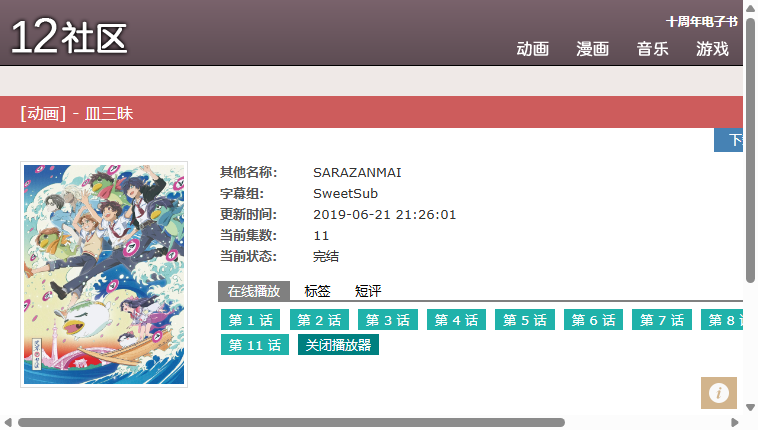 12社区
十周年电子书
动画 漫画 音乐 游戏
[动画] - 皿三昧
下
其他名称: SARAZANMAI
字幕组: SweetSub
更新时间: 2019-06-21 21:26:01
当前集数: 11
当前状态: 完结
在线播放 标签 短评
第 1 话 第 2 话 第 3 话 第 4 话 第 5 话 第 6 话 第 7 话 第 8
第 11 话 关闭播放器
i